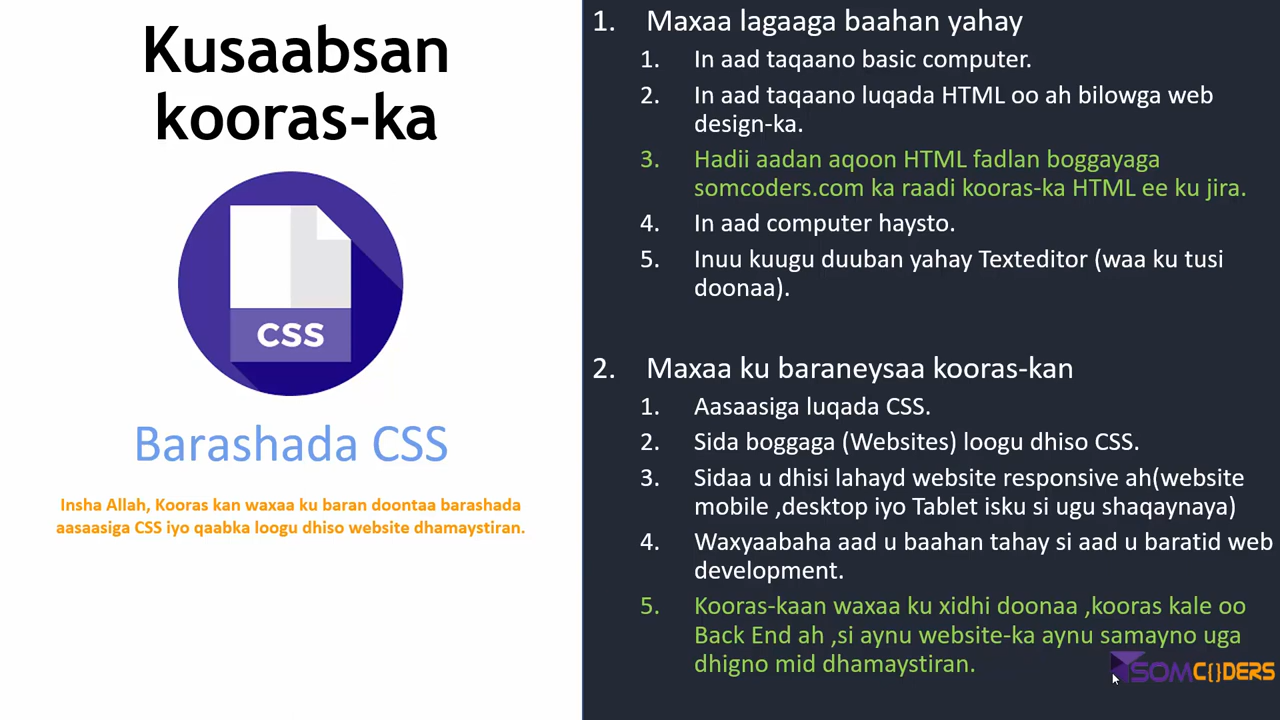 Kusaabsan
kooras-ka
CSS
Barashada CSS
Insha Allah, Kooras kan waxaa ku baran doontaa barashada
aasaasiga CSS iyo qaabka loogu dhiso website dhamaystiran.
1. Maxaa lagaaga baahan yahay
1. In aad taqaano basic computer.
2. In aad taqaano luqada HTML oo ah bilowga web
design-ka.
3. Hadii aadan aqoon HTML fadlan boggayaga
somcoders.com ka raadi kooras-ka HTML ee ku jira.
4. In aad computer haysto.
5. Inuu kuugu duuban yahay Texteditor (waa ku tusi
doonaa).
2. Maxaa ku baraneysaa kooras-kan
1. Aasaasiga luqada CSS.
2. Sida boggaga (Websites) loogu dhiso CSS.
3. Sidaa u dhisi lahayd website responsive ah(website
mobile ,desktop iyo Tablet isku si ugu shaqaynaya)
4. Waxyaabaha aad u baahan tahay si aad u baratid web
development.
5. Kooras-kaan waxaa ku xidhi doonaa ,kooras kale oo
Back End ah ,si aynu website-ka aynu samayno uga
dhigno mid dhamaystiran.
SOMC{}DERS